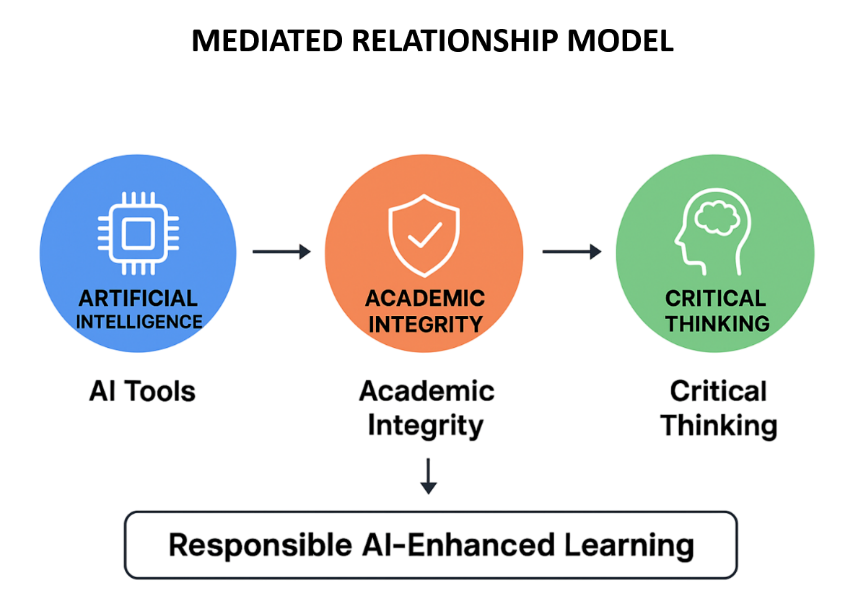 MEDIATED RELATIONSHIP MODEL
ARTIFICIAL
INTELLIGENCE
ACADEMIC
INTEGRITY
CRITICAL
THINKING
AI Tools
Academic
Integrity
Critical
Thinking
Responsible AI-Enhanced Learning